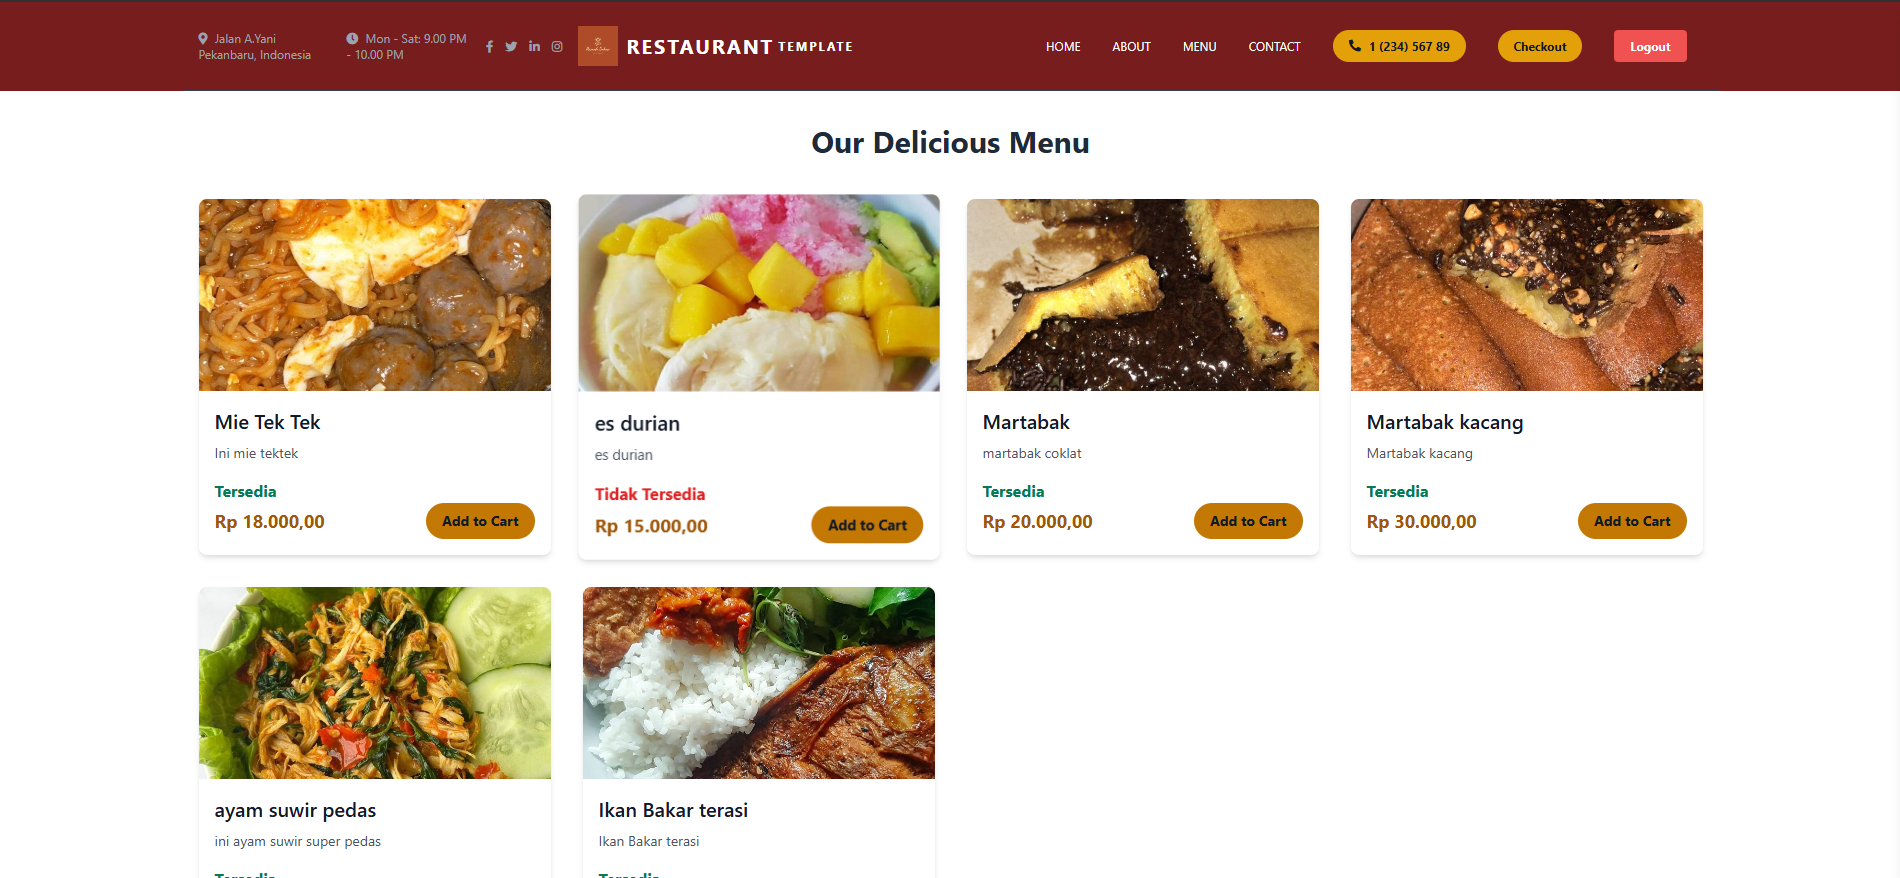 Jalan A.Yani
Pekanbaru, Indonesia
Mon - Sat: 9.00 PM
- 10.00 PM
RESTAURANT TEMPLATE
HOME
ABOUT
MENU
CONTACT
1 (234) 567 89
Checkout
Logout
Our Delicious Menu
Mie Tek Tek
Ini mie tektek
Tersedia
Rp 18.000,00
Add to Cart
es durian
es durian
Tidak Tersedia
Rp 15.000,00
Add to Cart
Martabak
martabak coklat
Tersedia
Rp 20.000,00
Add to Cart
Martabak kacang
Martabak kacang
Tersedia
Rp 30.000,00
Add to Cart
ayam suwir pedas
ini ayam suwir super pedas
Tersedia
Ikan Bakar terasi
Ikan Bakar terasi
Tersedia